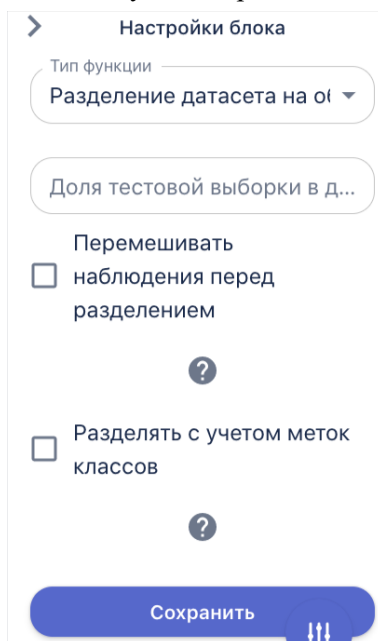 Настройки блока
Тип функции
Разделение датасета на об
Доля тестовой выборки в д...
Перемешивать
наблюдения перед
разделением
?
Разделять с учетом меток
классов
?
Сохранить